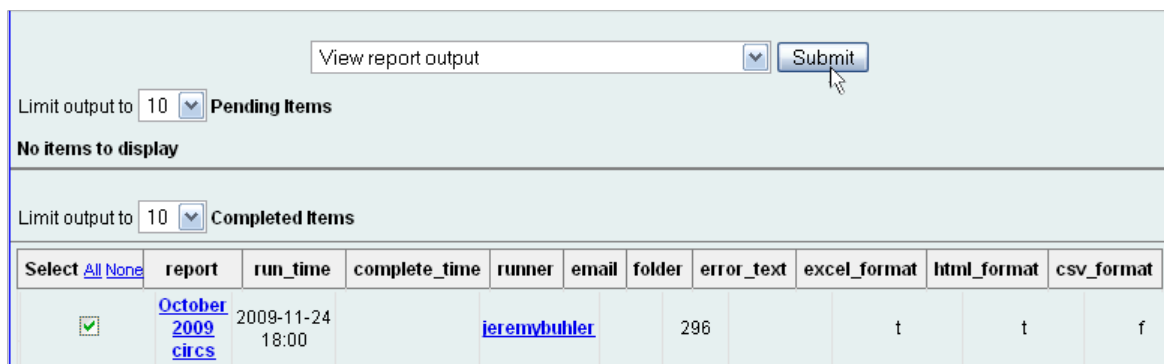 View report output Submit
Limit output to 10 Pending Items
No items to display
Limit output to 10 Completed Items
Select All None report run_time complete_time runner email folder error_text excel_format html_format csv_format
October 2009 circs 2009-11-24 18:00 jeremybuhler 296 t t f